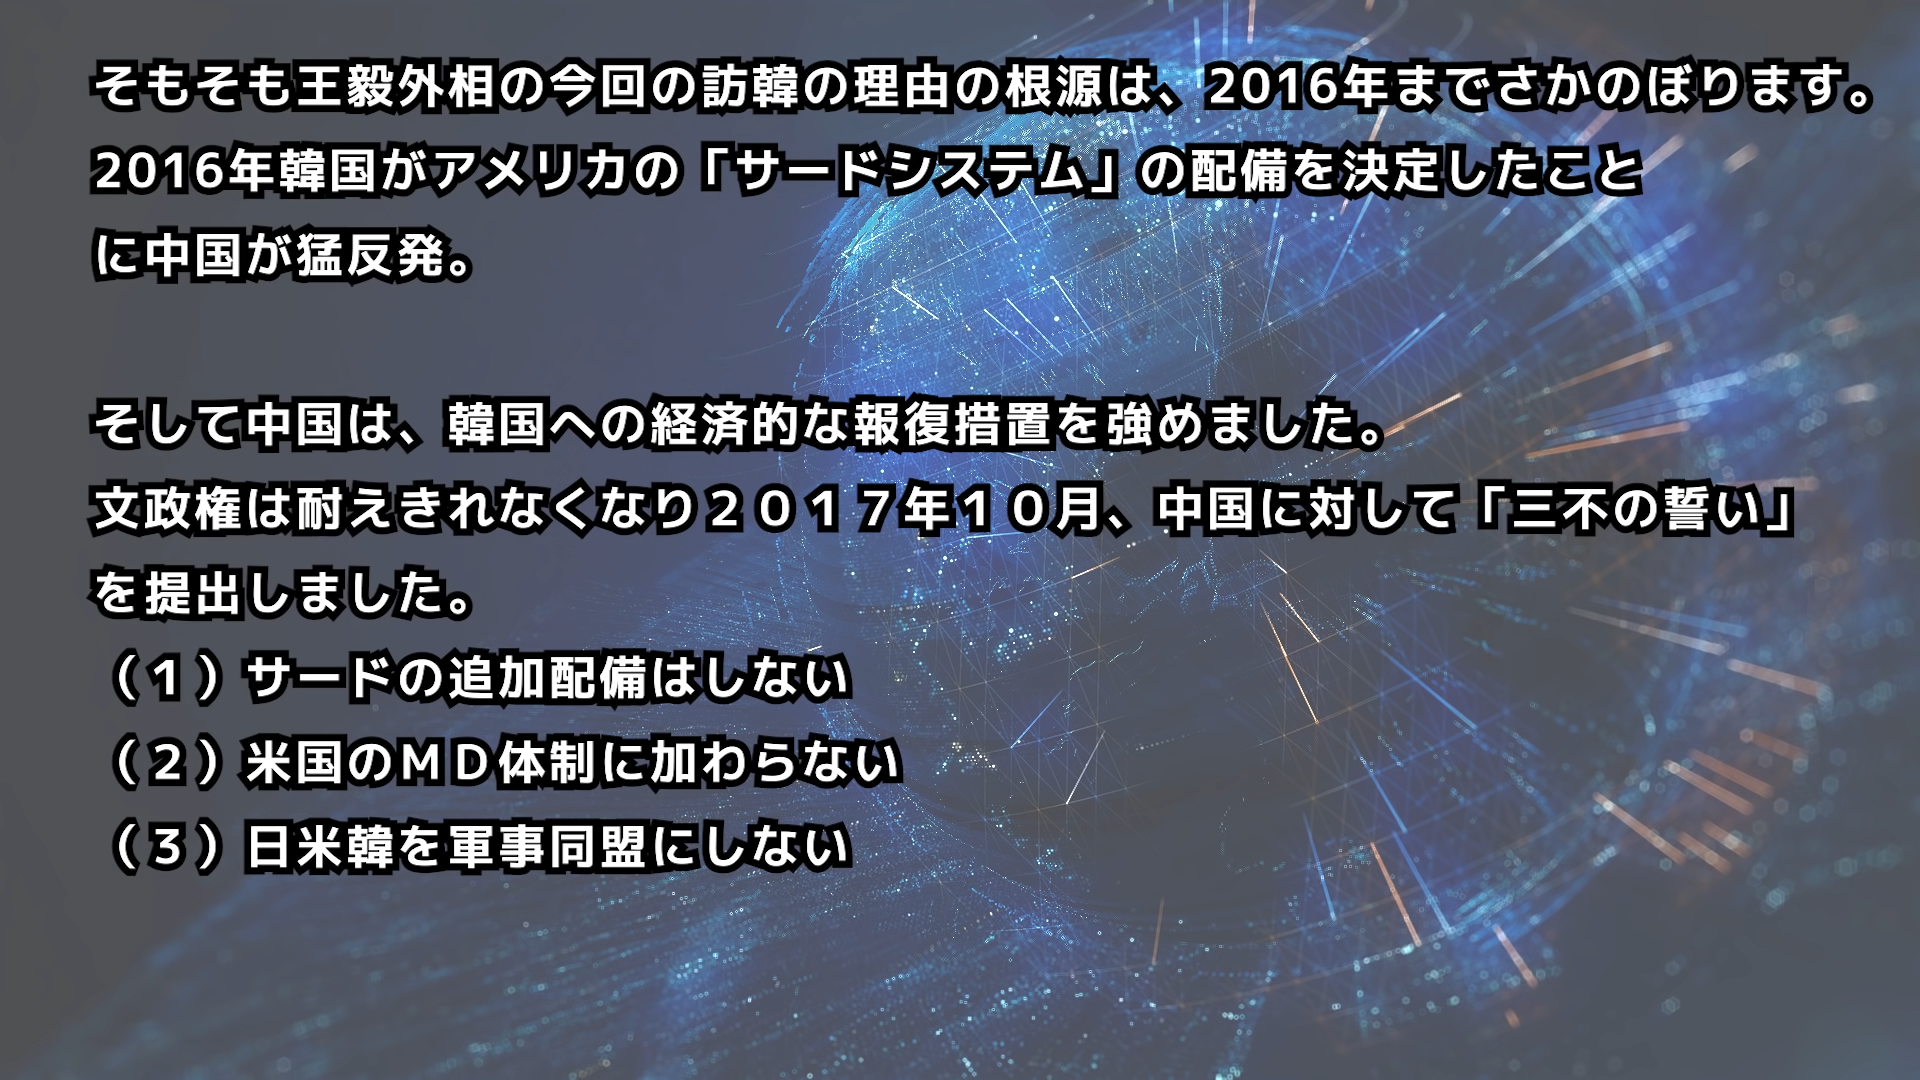 そもそも王毅外相の今回の訪韓の理由の根源は、2016年までさかのぼります。
2016年韓国がアメリカの「サードシステム」の配備を決定したこと
に中国が猛反発。
そして中国は、韓国への経済的な報復措置を強めました。
文政権は耐えきれなくなり２０１７年１０月、中国に対して「三不の誓い」
を提出しました。
（１）サードの追加配備はしない
（２）米国のＭＤ体制に加わらない
（３）日米韓を軍事同盟にしない